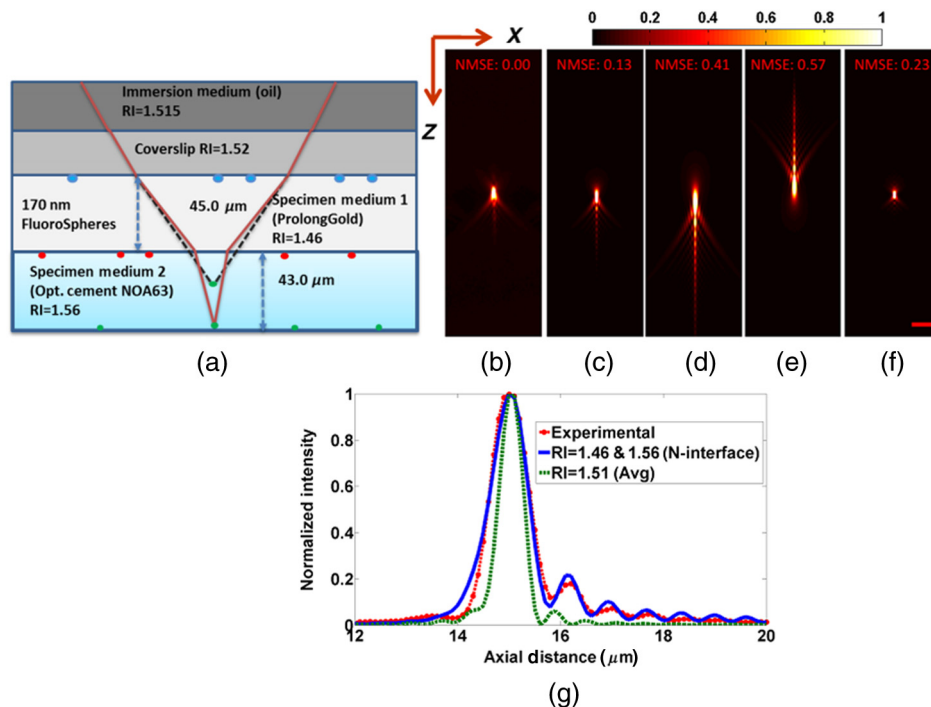 0 0.2 0.4 0.6 0.8 1
X
Z
NMSE: 0.00 NMSE: 0.13 NMSE: 0.41 NMSE: 0.57 NMSE: 0.23
Immersion medium (oil)
RI=1.515
Coverslip RI=1.52
170 nm
FluoroSpheres
45.0 μm
Specimen medium 1
(ProlongGold)
RI=1.46
Specimen medium 2
(Opt. cement NOA63)
RI=1.56
43.0 μm
(a) (b) (c) (d) (e) (f)
Normalized intensity
1
0.8
0.6
0.4
0.2
0
Experimental
RI=1.46 & 1.56 (N-interface)
RI=1.51 (Avg)
12 14 16 18 20
Axial distance (μm)
(g)